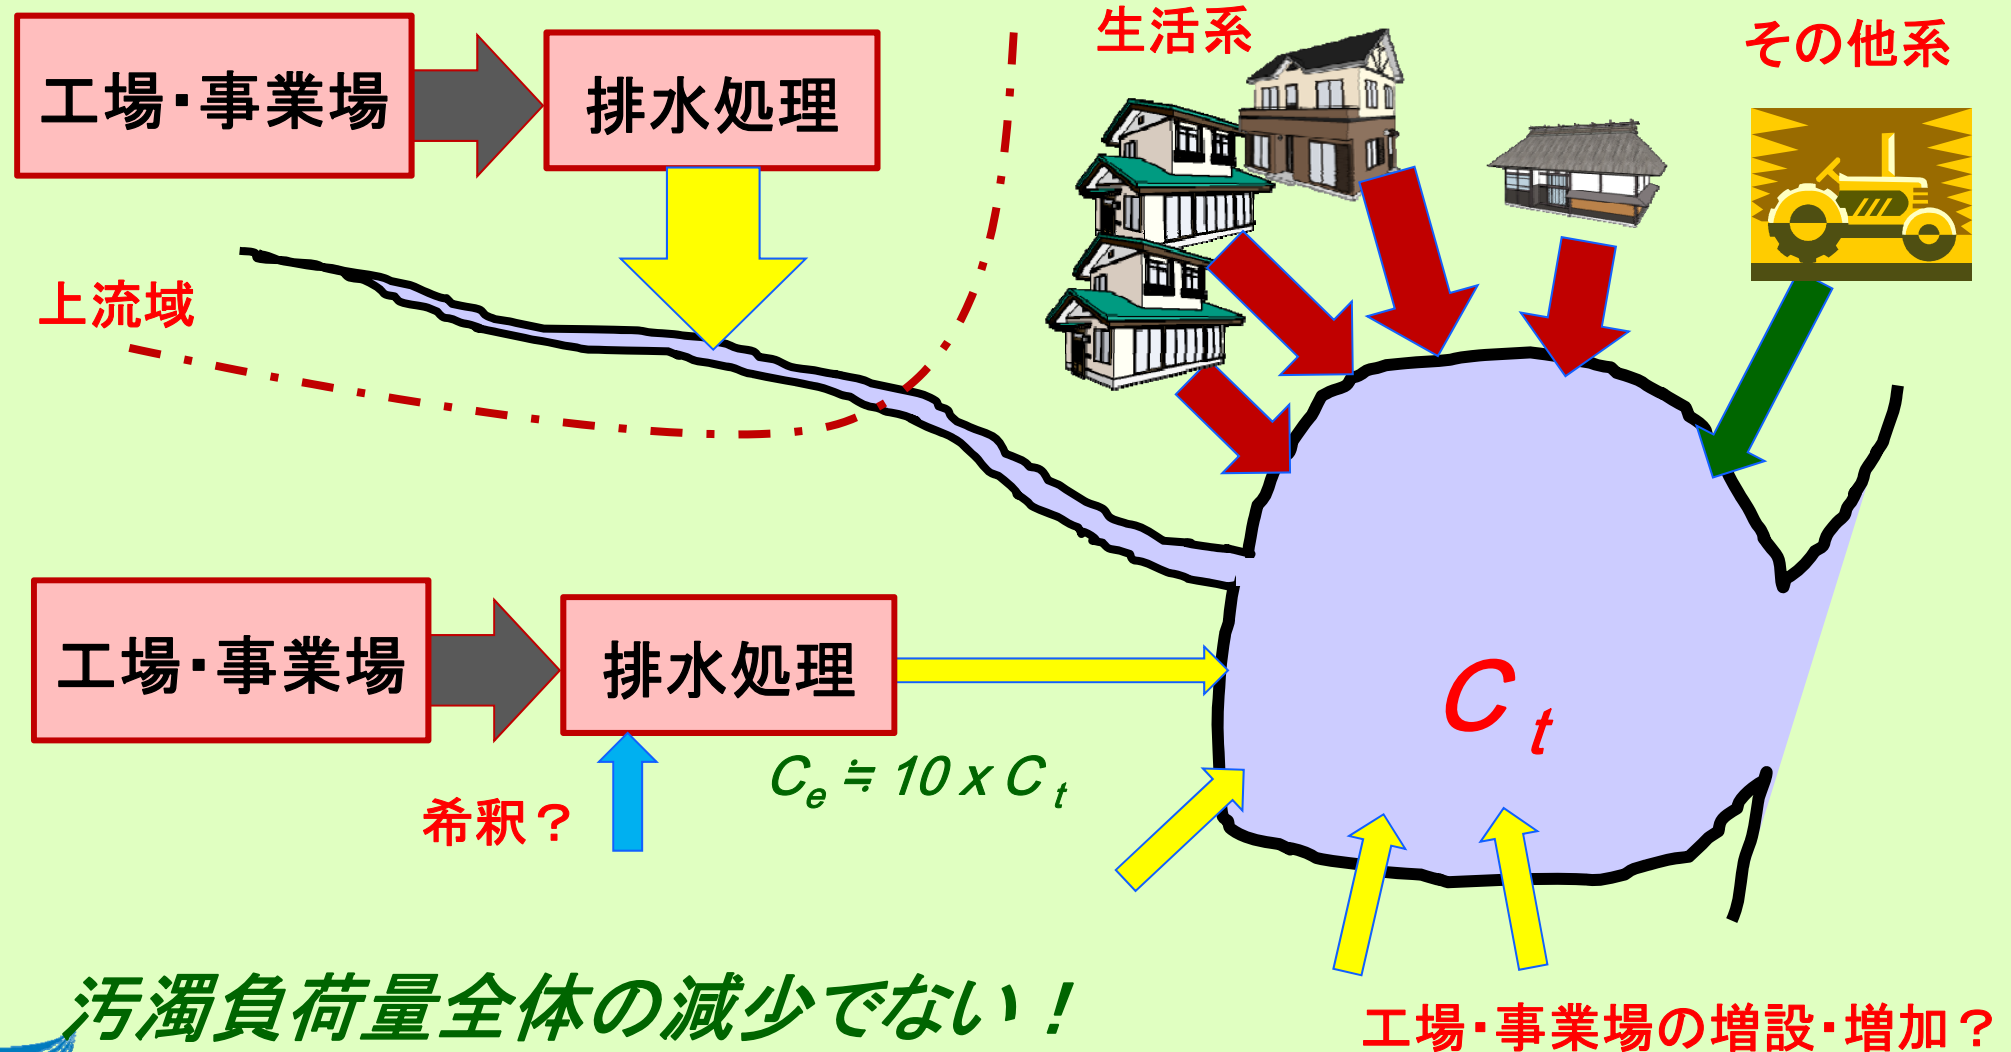 生活系
その他系
工場・事業場
排水処理
上流域
工場・事業場
排水処理
Ct
Ce ≒ 10 x Ct
希釈？
汚濁負荷量全体の減少でない！
工場・事業場の増設・増加？